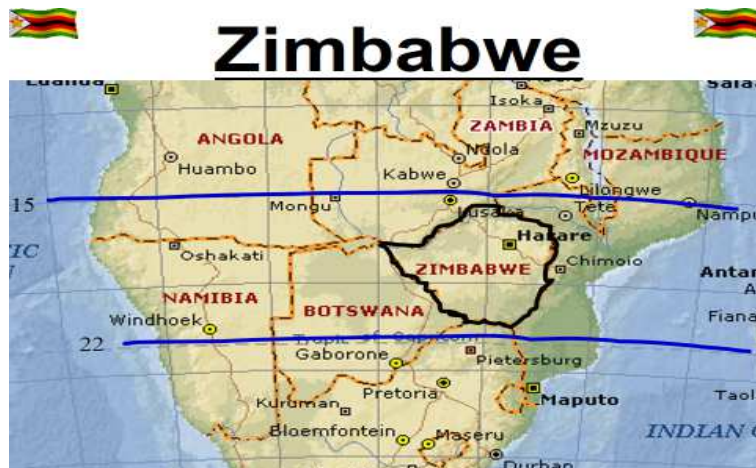 Zimbabwe
Luanda
Isoka
Salaa
ANGOLA
ZAMBIA
Mzuzu
Huambo
Ndola
MOZAMBIQUE
Kabwe
Lilongwe
15
Mongu
Lusaka
Tete
Nampu
Oshakati
Harare
ZIMBABWE
Chimoio
Antan
NAMIBIA
BOTSWANA
Windhoek
Fiana
22
Tropic of Capricorn
Gaborone
Pietersburg
Pretoria
Kuruman
Maputo
Taol
Bloemfontein
Maseru
INDIAN
Durban